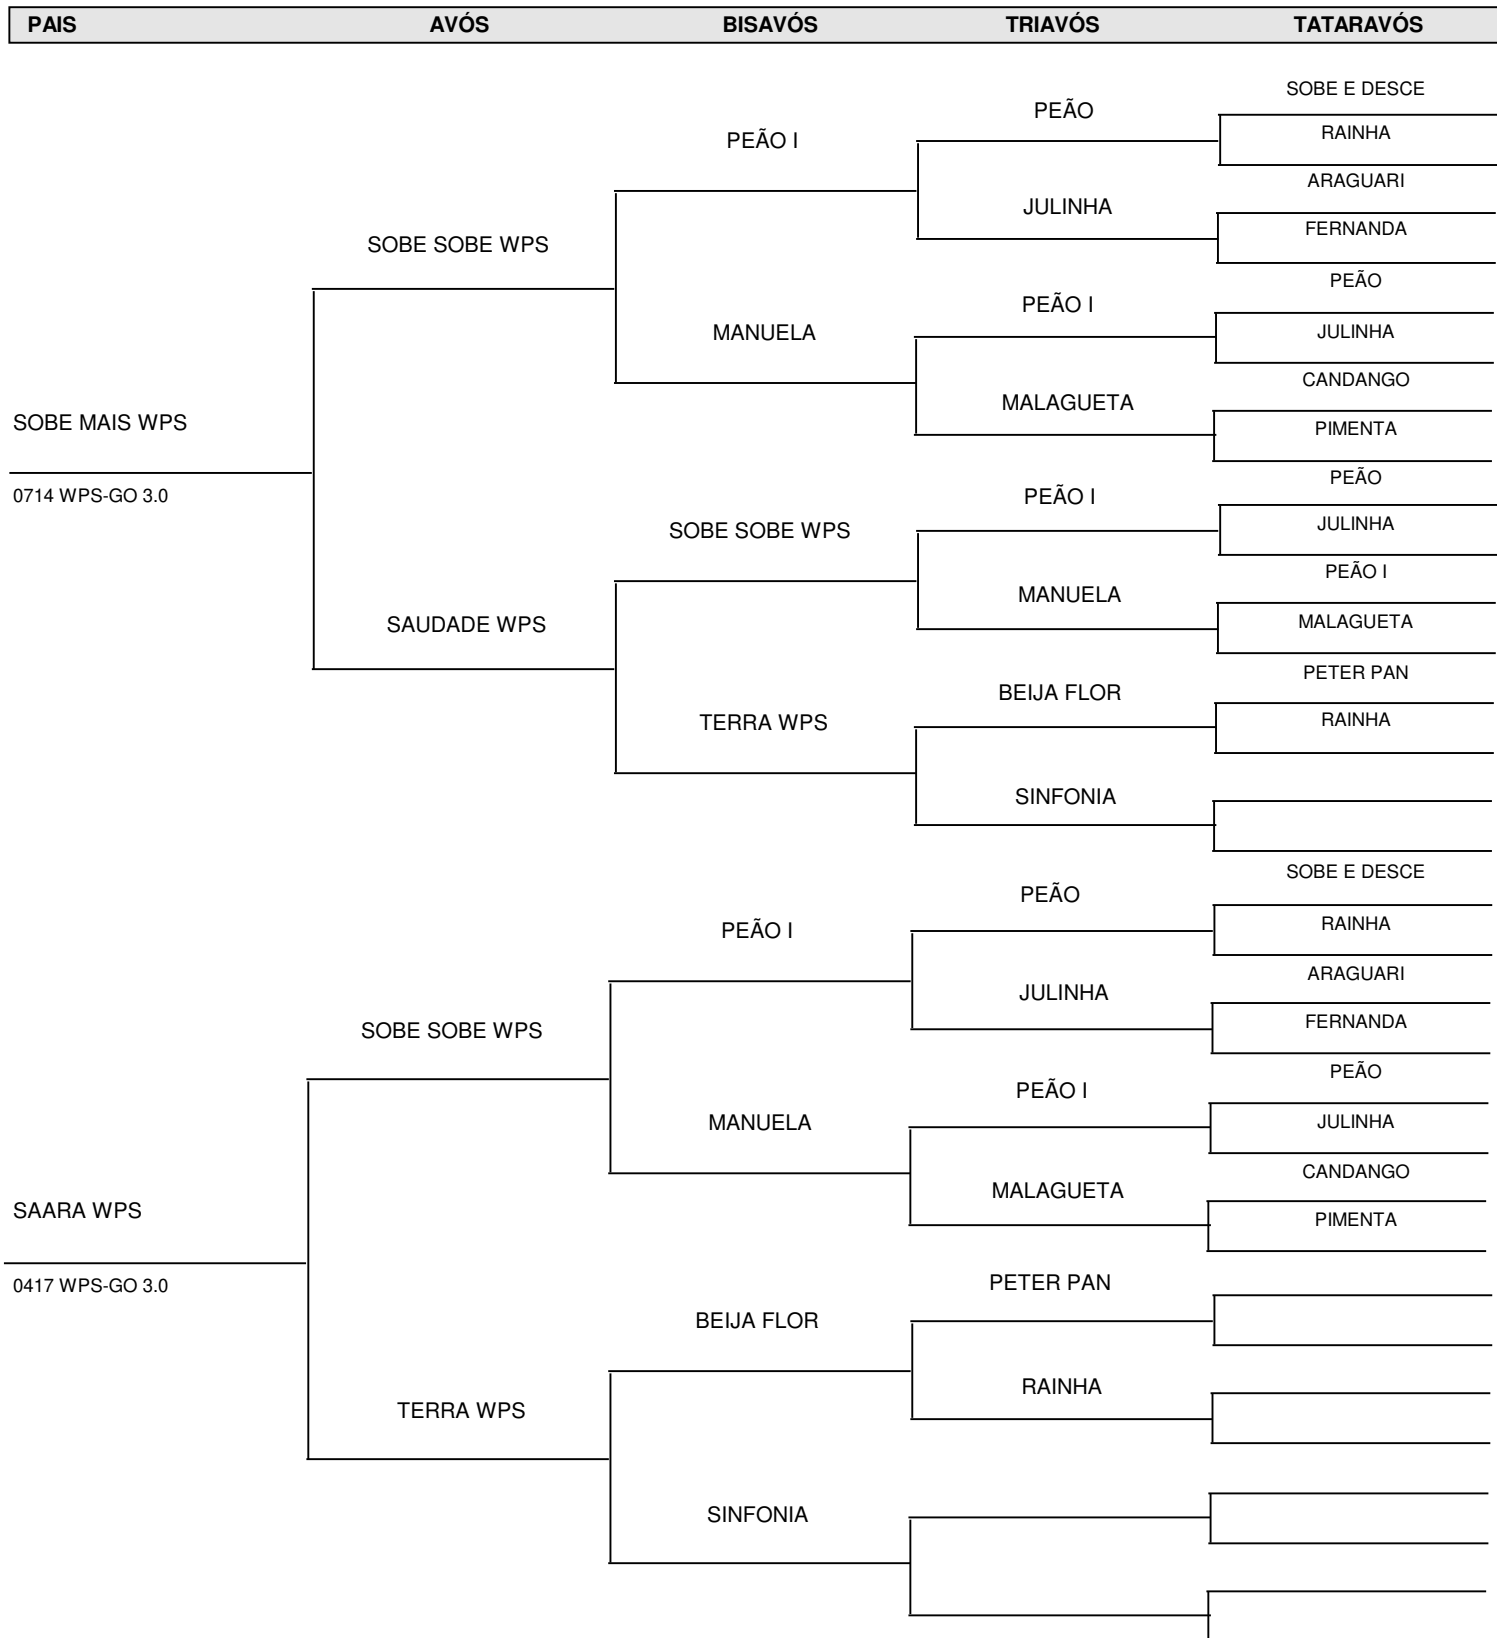 PAIS AVÓS BISAVÓS TRIAVÓS TATARAVÓS
SOBE E DESCE
PEÃO
RAINHA
PEÃO I
ARAGUARI
JULINHA
FERNANDA
SOBE SOBE WPS
PEÃO
PEÃO I
JULINHA
MANUELA
CANDANGO
MALAGUETA
SOBE MAIS WPS
PIMENTA
PEÃO
0714 WPS-GO 3.0
PEÃO I
JULINHA
SOBE SOBE WPS
PEÃO I
MANUELA
MALAGUETA
SAUDADE WPS
PETER PAN
BEIJA FLOR
RAINHA
TERRA WPS
SINFONIA
SOBE E DESCE
PEÃO
RAINHA
PEÃO I
ARAGUARI
JULINHA
FERNANDA
SOBE SOBE WPS
PEÃO
PEÃO I
JULINHA
MANUELA
CANDANGO
MALAGUETA
SAARA WPS
PIMENTA
0417 WPS-GO 3.0
PETER PAN
BEIJA FLOR
RAINHA
TERRA WPS
SINFONIA